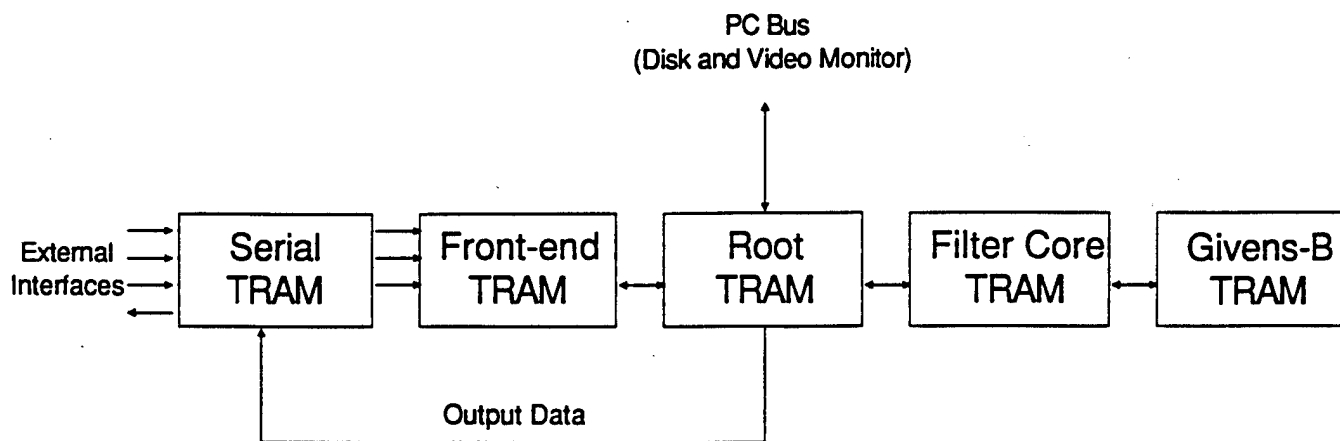 PC Bus
(Disk and Video Monitor)
External
Interfaces
Serial
TRAM
Front-end
TRAM
Root
TRAM
Filter Core
TRAM
Givens-B
TRAM
Output Data